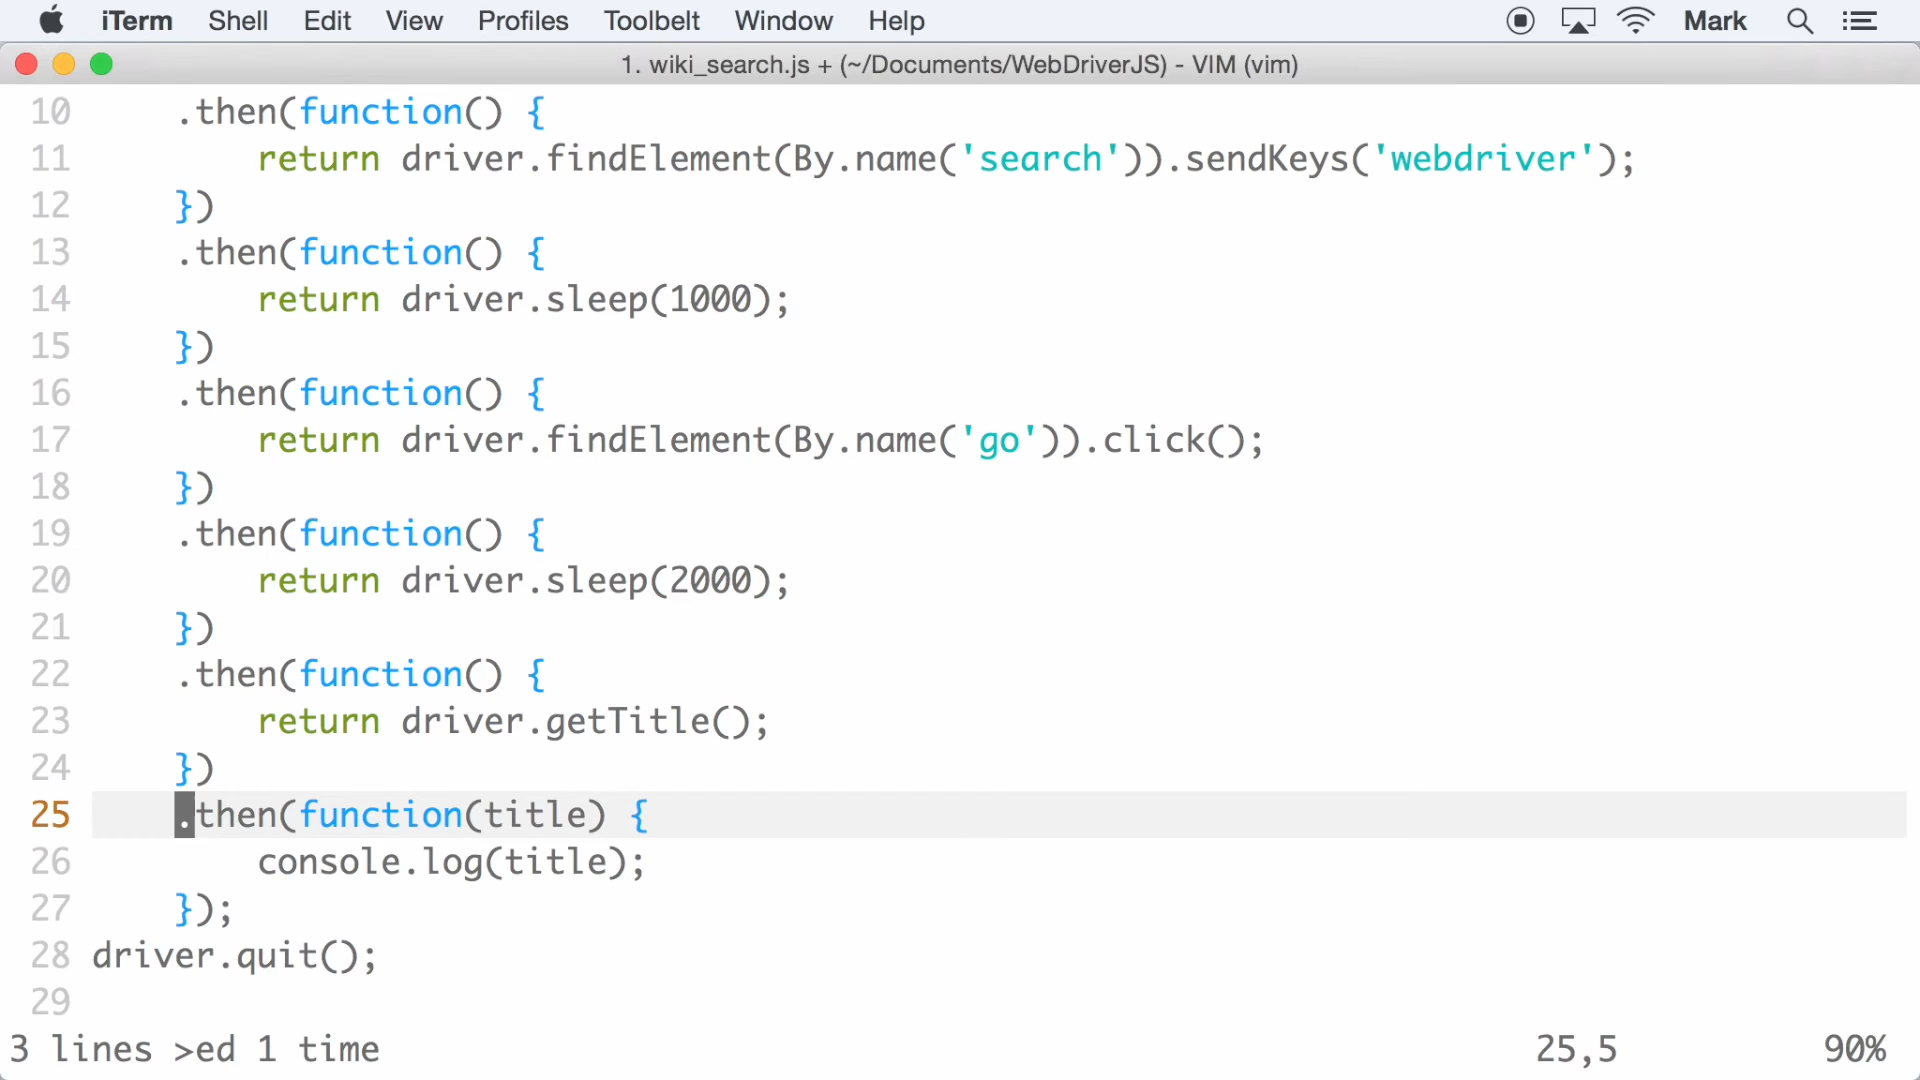 iTerm Shell Edit View Profiles Toolbelt Window Help Mark
1. wiki_search.js + (~/Documents/WebDriverJS) - VIM (vim)
10 .then(function() {
11 return driver.findElement(By.name('search')).sendKeys('webdriver');
12 })
13 .then(function() {
14 return driver.sleep(1000);
15 })
16 .then(function() {
17 return driver.findElement(By.name('go')).click();
18 })
19 .then(function() {
20 return driver.sleep(2000);
21 })
22 .then(function() {
23 return driver.getTitle();
24 })
25 .then(function(title) {
26 console.log(title);
27 });
28 driver.quit();
29
3 lines >ed 1 time 25,5 90%